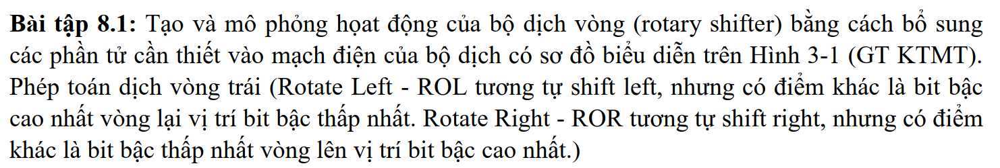 Bài tập 8.1: Tạo và mô phỏng họat động của bộ dịch vòng (rotary shifter) bằng cách bổ sung
các phần tử cần thiết vào mạch điện của bộ dịch có sơ đồ biểu diễn trên Hình 3-1 (GT KTMT).
Phép toán dịch vòng trái (Rotate Left - ROL tương tự shift left, nhưng có điểm khác là bit bậc
cao nhất vòng lại vị trí bit bậc thấp nhất. Rotate Right - ROR tương tự shift right, nhưng có điểm
khác là bit bậc thấp nhất vòng lên vị trí bit bậc cao nhất.)